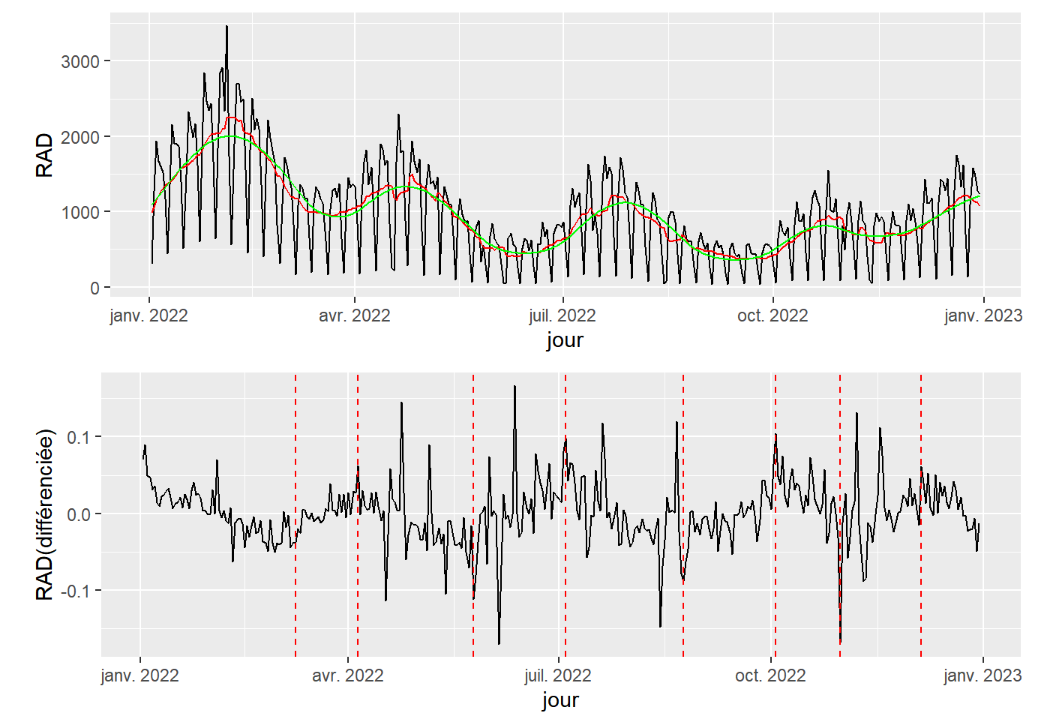 3000
2000
1000
0
RAD
janv. 2022 avr. 2022 juil. 2022 oct. 2022 janv. 2023
jour
0.1
0.0
-0.1
RAD(différenciée)
janv. 2022 avr. 2022 juil. 2022 oct. 2022 janv. 2023
jour